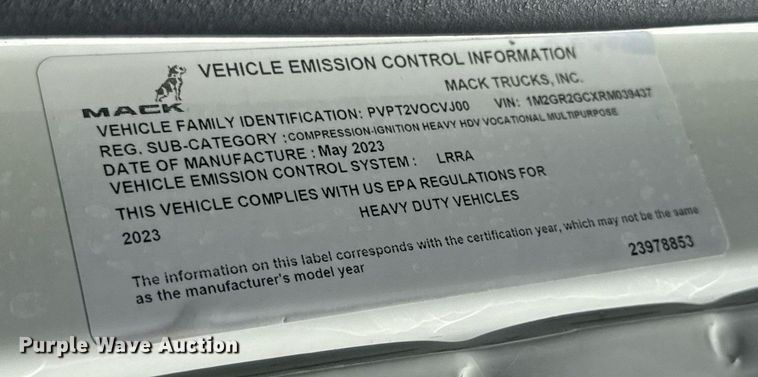 VEHICLE EMISSION CONTROL INFORMATION
MACK
MACK TRUCKS, INC.
VEHICLE FAMILY IDENTIFICATION: PVPT2VOCVJ00 VIN: 1M2GR2GCXRM039437
REG. SUB-CATEGORY : COMPRESSION-IGNITION HEAVY HDV VOCATIONAL MULTIPURPOSE
DATE OF MANUFACTURE : May 2023
VEHICLE EMISSION CONTROL SYSTEM : LRRA
THIS VEHICLE COMPLIES WITH US EPA REGULATIONS FOR
2023 HEAVY DUTY VEHICLES
The information on this label corresponds with the certification year, which may not be the same
as the manufacturer's model year
23978853
Purple Wave Auction